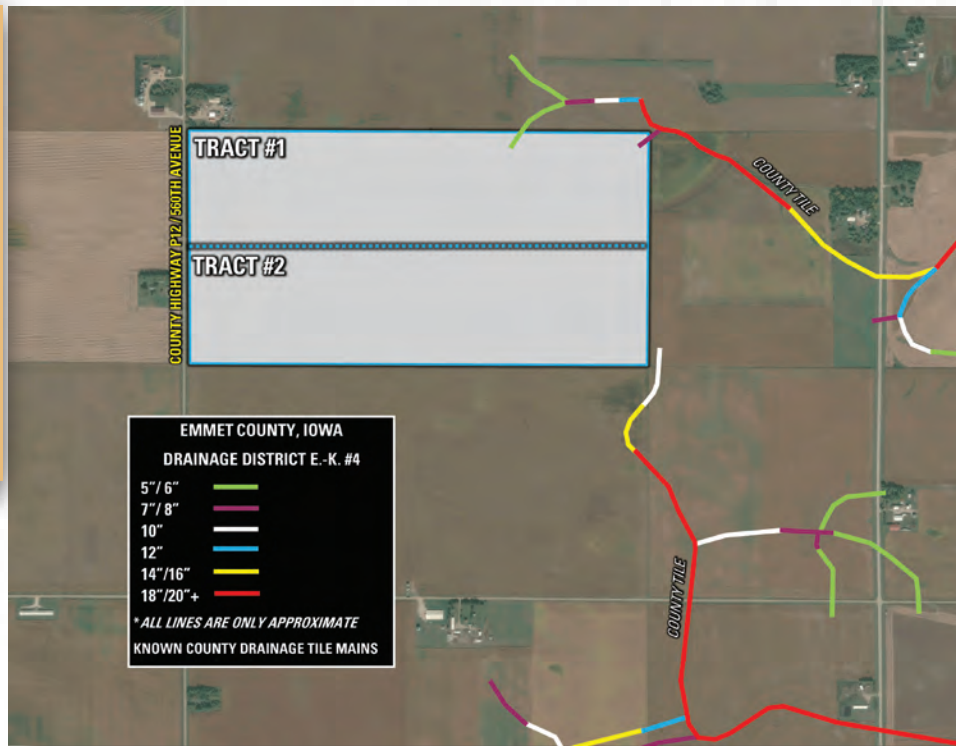 TRACT #1
COUNTY TILE
TRACT #2
COUNTY HIGHWAY P12 / 560TH AVENUE
EMMET COUNTY, IOWA
DRAINAGE DISTRICT E.-K. #4
5"/ 6"
7"/ 8"
10"
12"
14"/16"
18"/20"+
* ALL LINES ARE ONLY APPROXIMATE
KNOWN COUNTY DRAINAGE TILE MAINS
COUNTY TILE